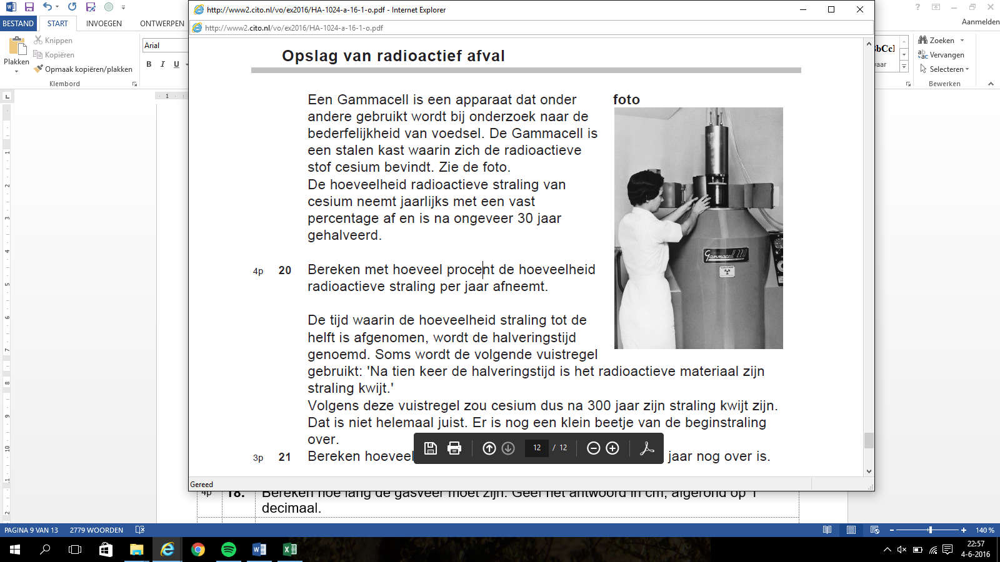 http://www2.cito.nl/vo/ex2016/HA-1024-a-16-1-o.pdf - Internet Explorer
http://www2.cito.nl/vo/ex2016/HA-1024-a-16-1-o.pdf
BESTAND START INVOEGEN ONTWERPEN
Aanmelden
Plakken
Knippen
Kopiëren
Opmaak kopiëren/plakken
Klembord
Arial
B I U
Zoeken
Vervangen
Selecteren
Bewerken
Opslag van radioactief afval
Een Gammacell is een apparaat dat onder
andere gebruikt wordt bij onderzoek naar de
bederfelijkheid van voedsel. De Gammacell is
een stalen kast waarin zich de radioactieve
stof cesium bevindt. Zie de foto.
De hoeveelheid radioactieve straling van
cesium neemt jaarlijks met een vast
percentage af en is na ongeveer 30 jaar
gehalveerd.
foto
Gammacell 220
4p 20 Bereken met hoeveel procent de hoeveelheid
radioactieve straling per jaar afneemt.
De tijd waarin de hoeveelheid straling tot de
helft is afgenomen, wordt de halveringstijd
genoemd. Soms wordt de volgende vuistregel
gebruikt: 'Na tien keer de halveringstijd is het radioactieve materiaal zijn
straling kwijt.'
Volgens deze vuistregel zou cesium dus na 300 jaar zijn straling kwijt zijn.
Dat is niet helemaal juist. Er is nog een klein beetje van de beginstraling
over.
3p 21 Bereken hoeveel jaar nog over is.
12 / 12
Gereed
4p 18. Bereken hoe lang de gasveer moet zijn. Geef het antwoord in cm, afgerond op 1
decimaal.
PAGINA 9 VAN 13 2779 WOORDEN
140 %
22:57
4-6-2016